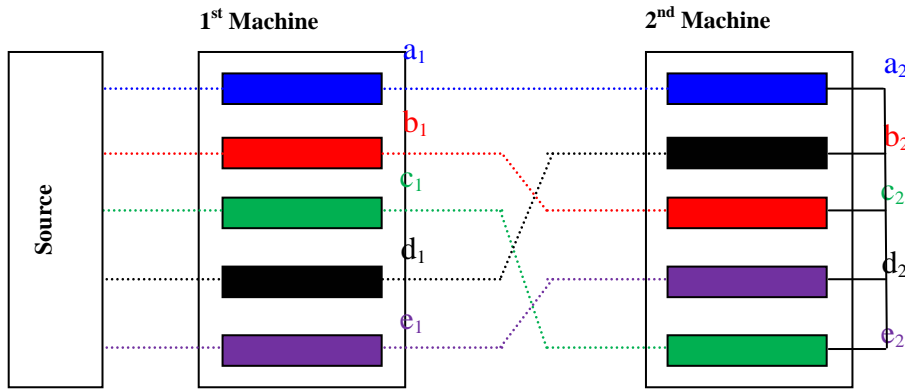 1st Machine
2nd Machine
Source
a1
b1
c1
d1
e1
a2
b2
c2
d2
e2